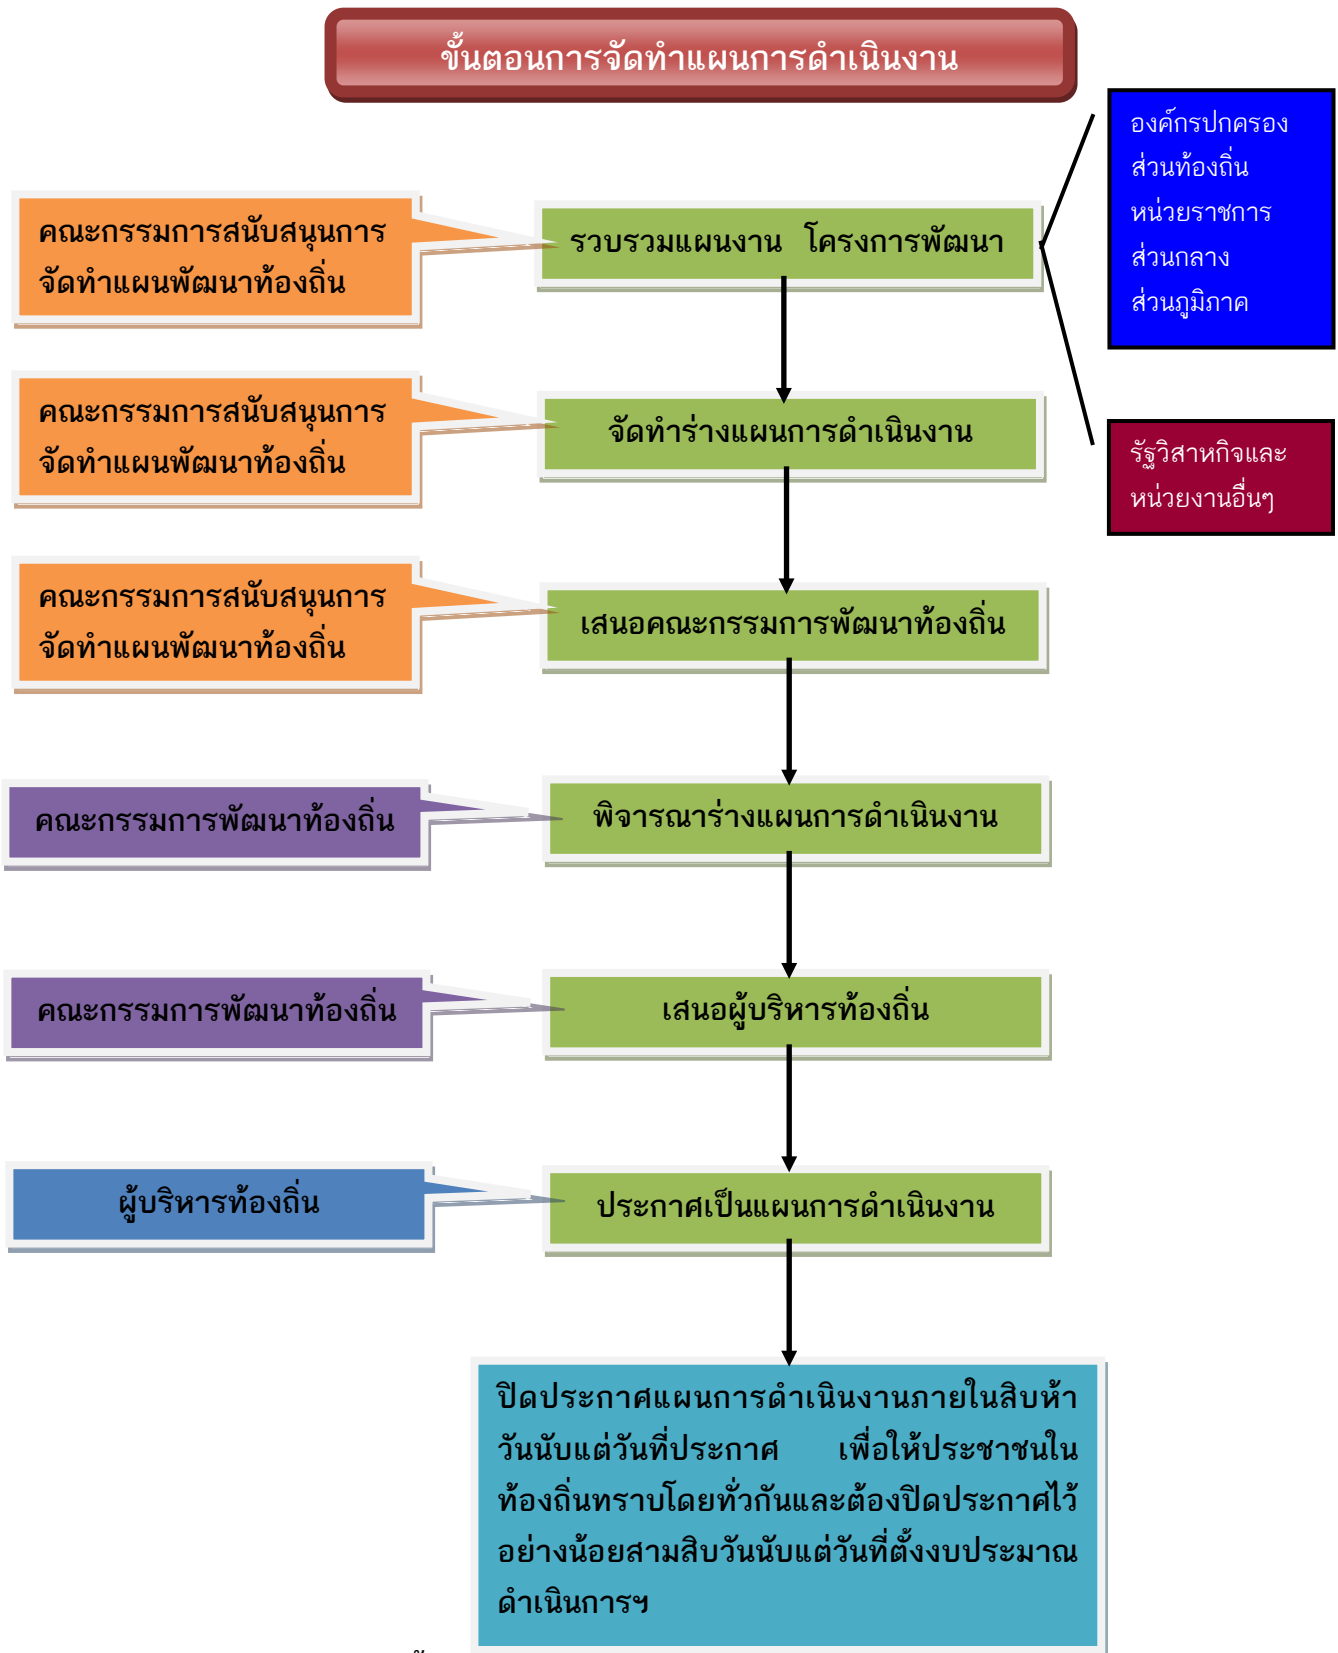 ขั้นตอนการจัดทำแผนการดำเนินงาน
องค์กรปกครอง
ส่วนท้องถิ่น
หน่วยราชการ
ส่วนกลาง
ส่วนภูมิภาค
คณะกรรมการสนับสนุนการ
จัดทำแผนพัฒนาท้องถิ่น
รวบรวมแผนงาน โครงการพัฒนา
คณะกรรมการสนับสนุนการ
จัดทำแผนพัฒนาท้องถิ่น
จัดทำร่างแผนการดำเนินงาน
รัฐวิสาหกิจและ
หน่วยงานอื่นๆ
คณะกรรมการสนับสนุนการ
จัดทำแผนพัฒนาท้องถิ่น
เสนอคณะกรรมการพัฒนาท้องถิ่น
คณะกรรมการพัฒนาท้องถิ่น
พิจารณาร่างแผนการดำเนินงาน
คณะกรรมการพัฒนาท้องถิ่น
เสนอผู้บริหารท้องถิ่น
ผู้บริหารท้องถิ่น
ประกาศเป็นแผนการดำเนินงาน
ปิดประกาศแผนการดำเนินงานภายในสิบห้า
วันนับแต่วันที่ประกาศ เพื่อให้ประชาชนใน
ท้องถิ่นทราบโดยทั่วกันและต้องปิดประกาศไว้
อย่างน้อยสามสิบวันนับแต่วันที่ตั้งงบประมาณ
ดำเนินการฯ